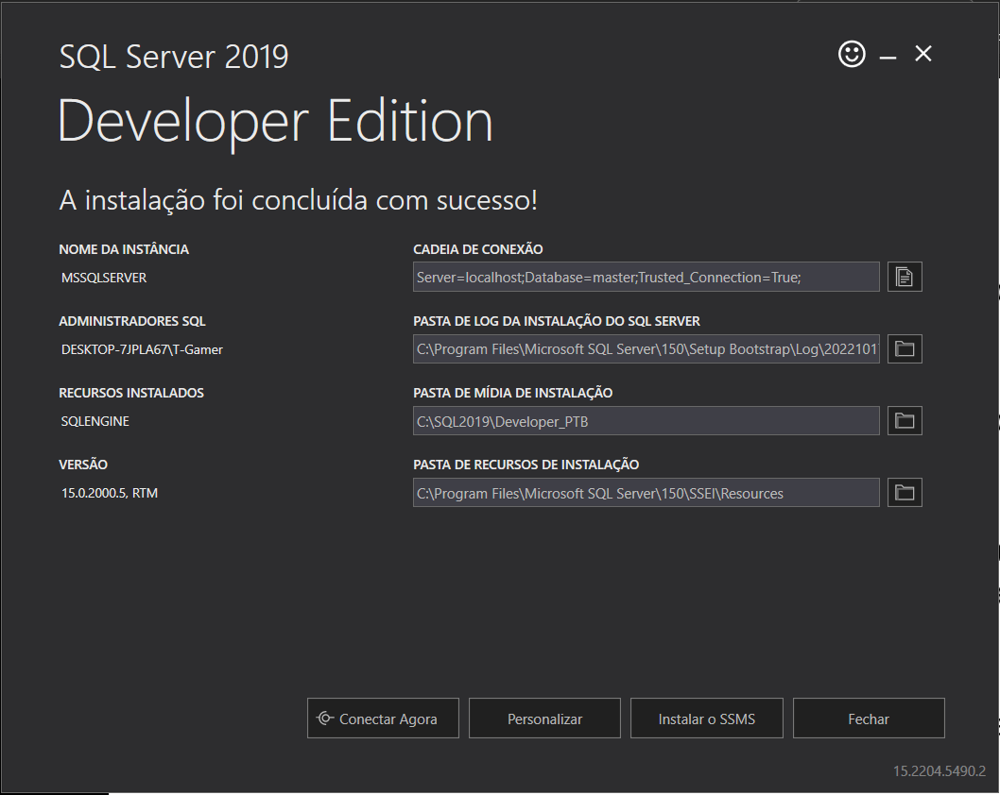 SQL Server 2019
Developer Edition
A instalação foi concluída com sucesso!
NOME DA INSTÂNCIA
MSSQLSERVER
CADEIA DE CONEXÃO
Server=localhost;Database=master;Trusted_Connection=True;
ADMINISTRADORES SQL
DESKTOP-7JPLA67\T-Gamer
PASTA DE LOG DA INSTALAÇÃO DO SQL SERVER
C:\Program Files\Microsoft SQL Server\150\Setup Bootstrap\Log\2022101
RECURSOS INSTALADOS
SQLENGINE
PASTA DE MÍDIA DE INSTALAÇÃO
C:\SQL2019\Developer_PTB
VERSÃO
15.0.2000.5, RTM
PASTA DE RECURSOS DE INSTALAÇÃO
C:\Program Files\Microsoft SQL Server\150\SSEI\Resources
Conectar Agora
Personalizar
Instalar o SSMS
Fechar
15.2204.5490.2